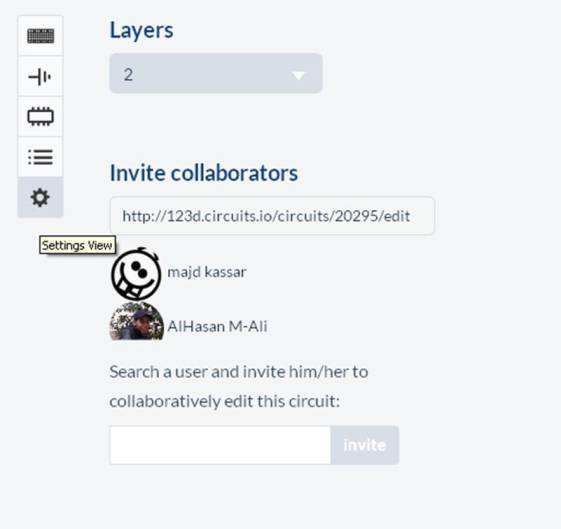 Layers
2
Invite collaborators
http://123d.circuits.io/circuits/20295/edit
Settings View
majd kassar
AlHasan M-Ali
Search a user and invite him/her to
collaboratively edit this circuit:
invite